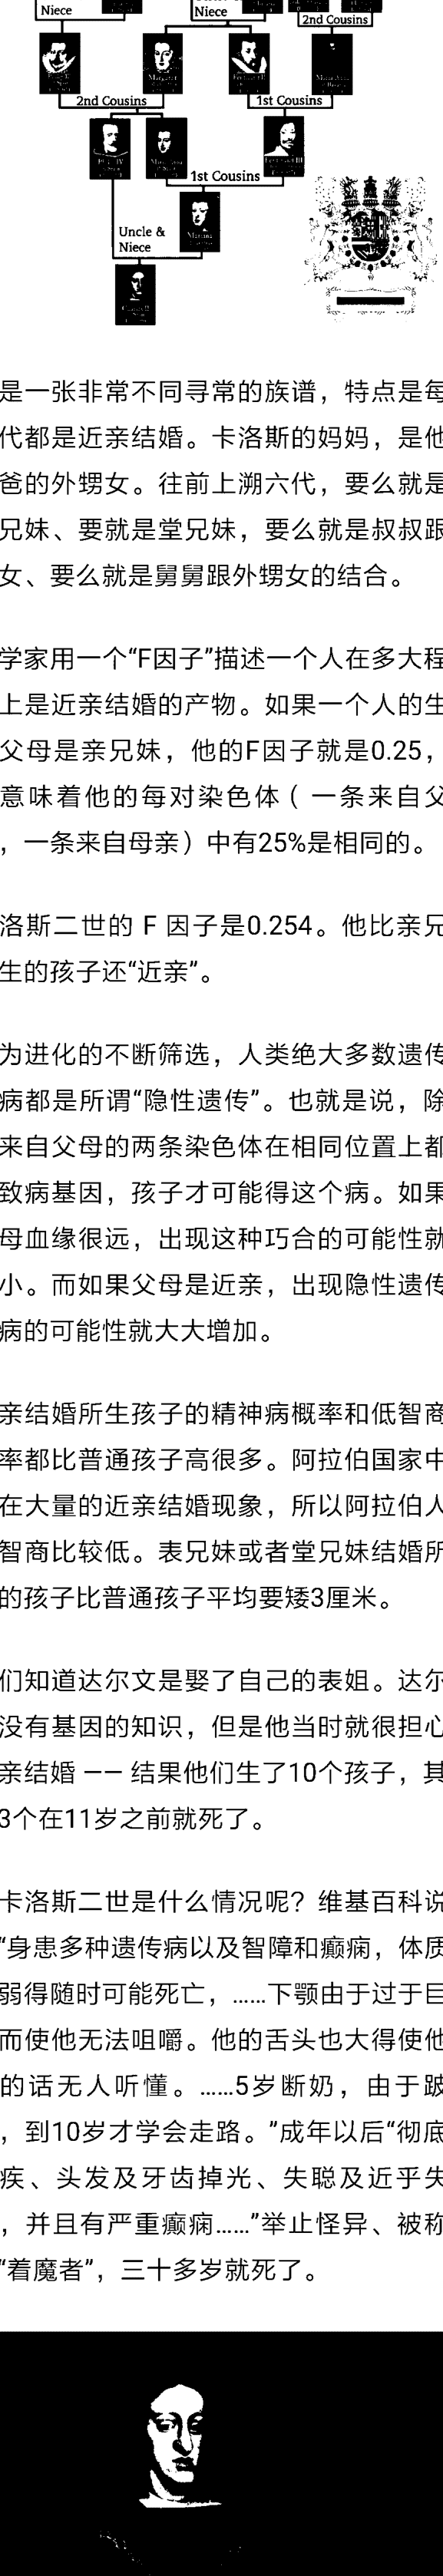 Niece
Niece
2nd Cousins
2nd Cousins
1st Cousins
1st Cousins
Uncle &
Niece
是一张非常不同寻常的族谱，特点是每
代都是近亲结婚。卡洛斯的妈妈，是他
爸的外甥女。往前上溯六代，要么就是
兄妹、要就是堂兄妹，要么就是叔叔跟
女、要么就是舅舅跟外甥女的结合。
学家用一个“F因子”描述一个人在多大程
上是近亲结婚的产物。如果一个人的生
父母是亲兄妹，他的F因子就是0.25，
意味着他的每对染色体（ 一条来自父
，一条来自母亲）中有25%是相同的。
洛斯二世的 F 因子是0.254。他比亲兄
生的孩子还“近亲”。
为进化的不断筛选，人类绝大多数遗传
病都是所谓“隐性遗传”。也就是说，除
来自父母的两条染色体在相同位置上都
致病基因，孩子才可能得这个病。如果
母血缘很远，出现这种巧合的可能性就
小。而如果父母是近亲，出现隐性遗传
病的可能性就大大增加。
亲结婚所生孩子的精神病概率和低智商
率都比普通孩子高很多。阿拉伯国家中
在大量的近亲结婚现象，所以阿拉伯人
智商比较低。表兄妹或者堂兄妹结婚所
的孩子比普通孩子平均要矮3厘米。
们知道达尔文是娶了自己的表姐。达尔
没有基因的知识，但是他当时就很担心
亲结婚 —— 结果他们生了10个孩子，其
3个在11岁之前就死了。
卡洛斯二世是什么情况呢？维基百科说
“身患多种遗传病以及智障和癫痫，体质
弱得随时可能死亡，……下颚由于过于巨
而使他无法咀嚼。他的舌头也大得使他
的话无人听懂。……5岁断奶，由于跛
，到10岁才学会走路。”成年以后“彻底
疾、头发及牙齿掉光、失聪及近乎失
，并且有严重癫痫……”举止怪异、被称
“着魔者”，三十多岁就死了。